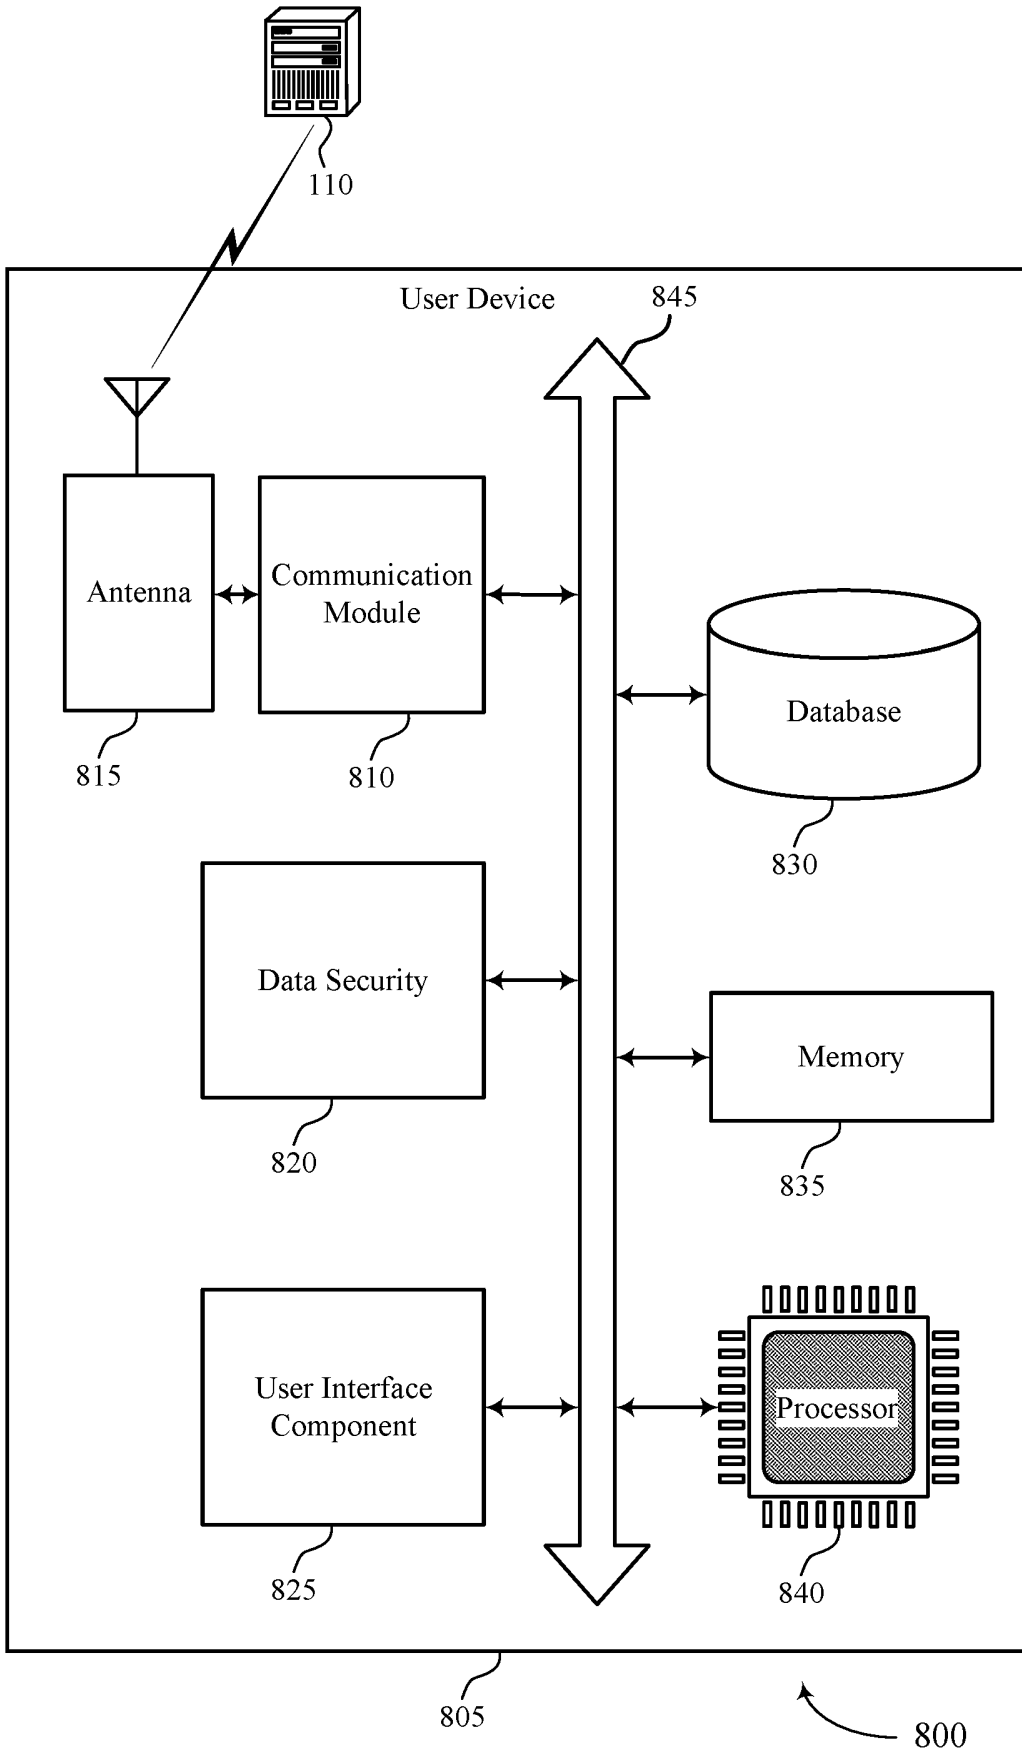 110
User Device
845
Antenna
Communication
Module
815
810
Database
830
Data Security
820
Memory
835
User Interface
Component
825
Processor
840
805
800